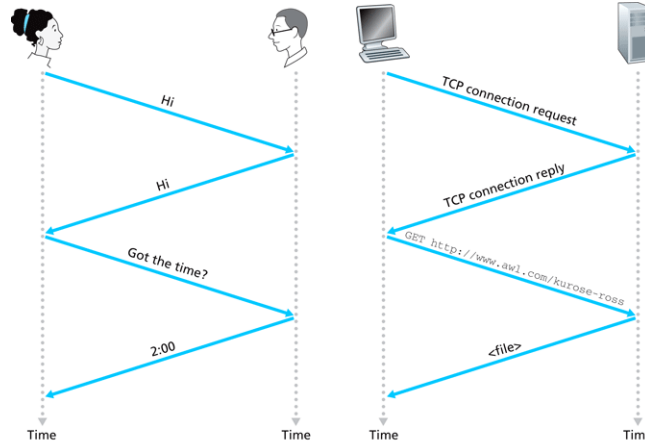 Hi
Hi
Got the time?
2:00
Time
Time
TCP connection request
TCP connection reply
GET http://www.awl.com/kurose-ross
<file>
Time
Tim